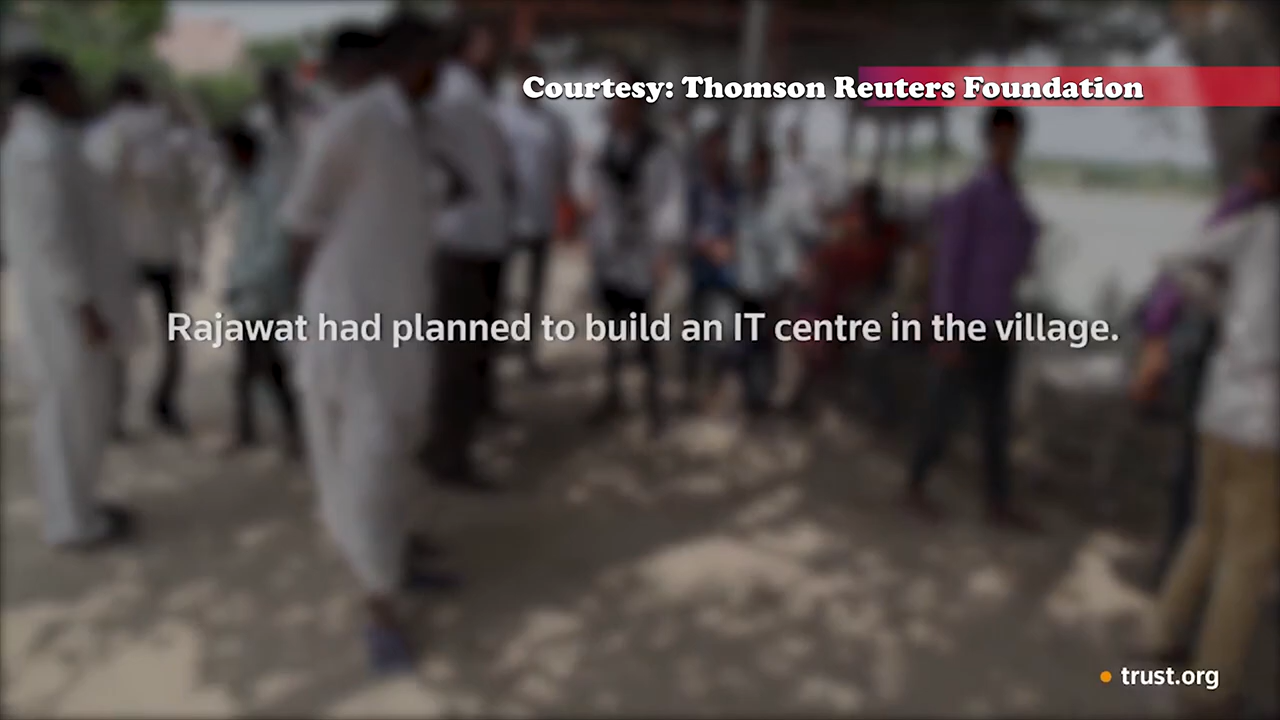 Courtesy: Thomson Reuters Foundation
Rajawat had planned to build an IT centre in the village.
trust.org